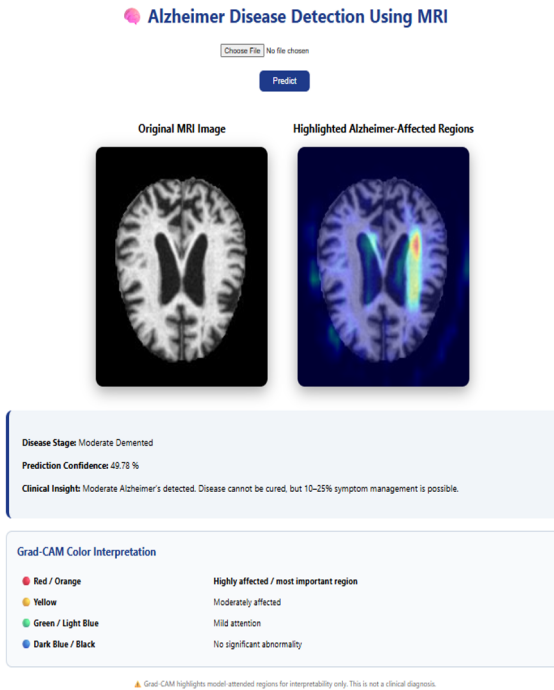 Alzheimer Disease Detection Using MRI
Choose File No file chosen
Predict
Original MRI Image
Highlighted Alzheimer-Affected Regions
Disease Stage: Moderate Demented
Prediction Confidence: 49.78 %
Clinical Insight: Moderate Alzheimer's detected. Disease cannot be cured, but 10–25% symptom management is possible.
Grad-CAM Color Interpretation
Red / Orange Highly affected / most important region
Yellow Moderately affected
Green / Light Blue Mild attention
Dark Blue / Black No significant abnormality
⚠ Grad-CAM highlights model-attended regions for interpretability only. This is not a clinical diagnosis.